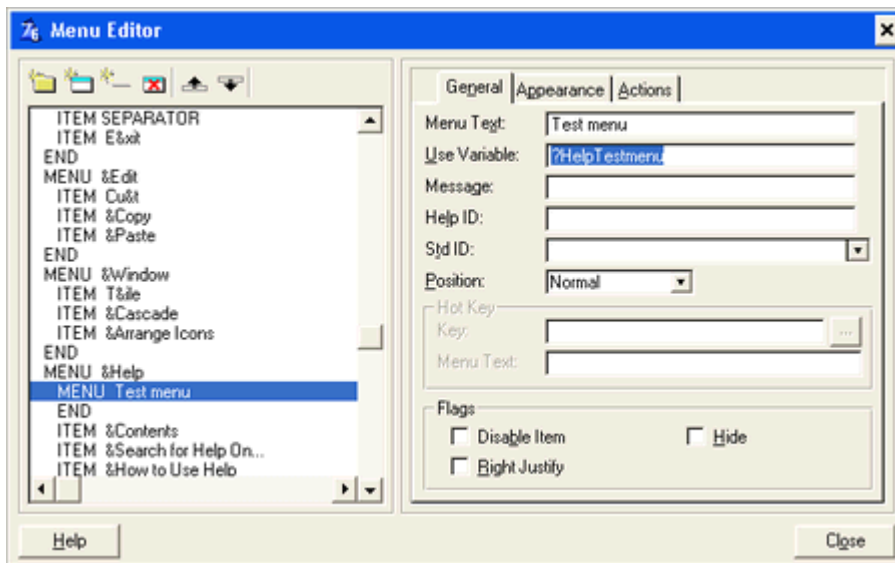 Menu Editor
ITEM SEPARATOR
ITEM E&xit
END
MENU &Edit
ITEM Cu&t
ITEM &Copy
ITEM &Paste
END
MENU &Window
ITEM T&ile
ITEM &Cascade
ITEM &Arrange Icons
END
MENU &Help
MENU Test menu
END
ITEM &Contents
ITEM &Search for Help On...
ITEM &How to Use Help
General Appearance Actions
Menu Text: Test menu
Use Variable: ?HelpTestmenu
Message:
Help ID:
Std ID:
Position: Normal
Hot Key
Key: ...
Menu Text:
Flags
Disable Item Hide
Right Justify
Help Close